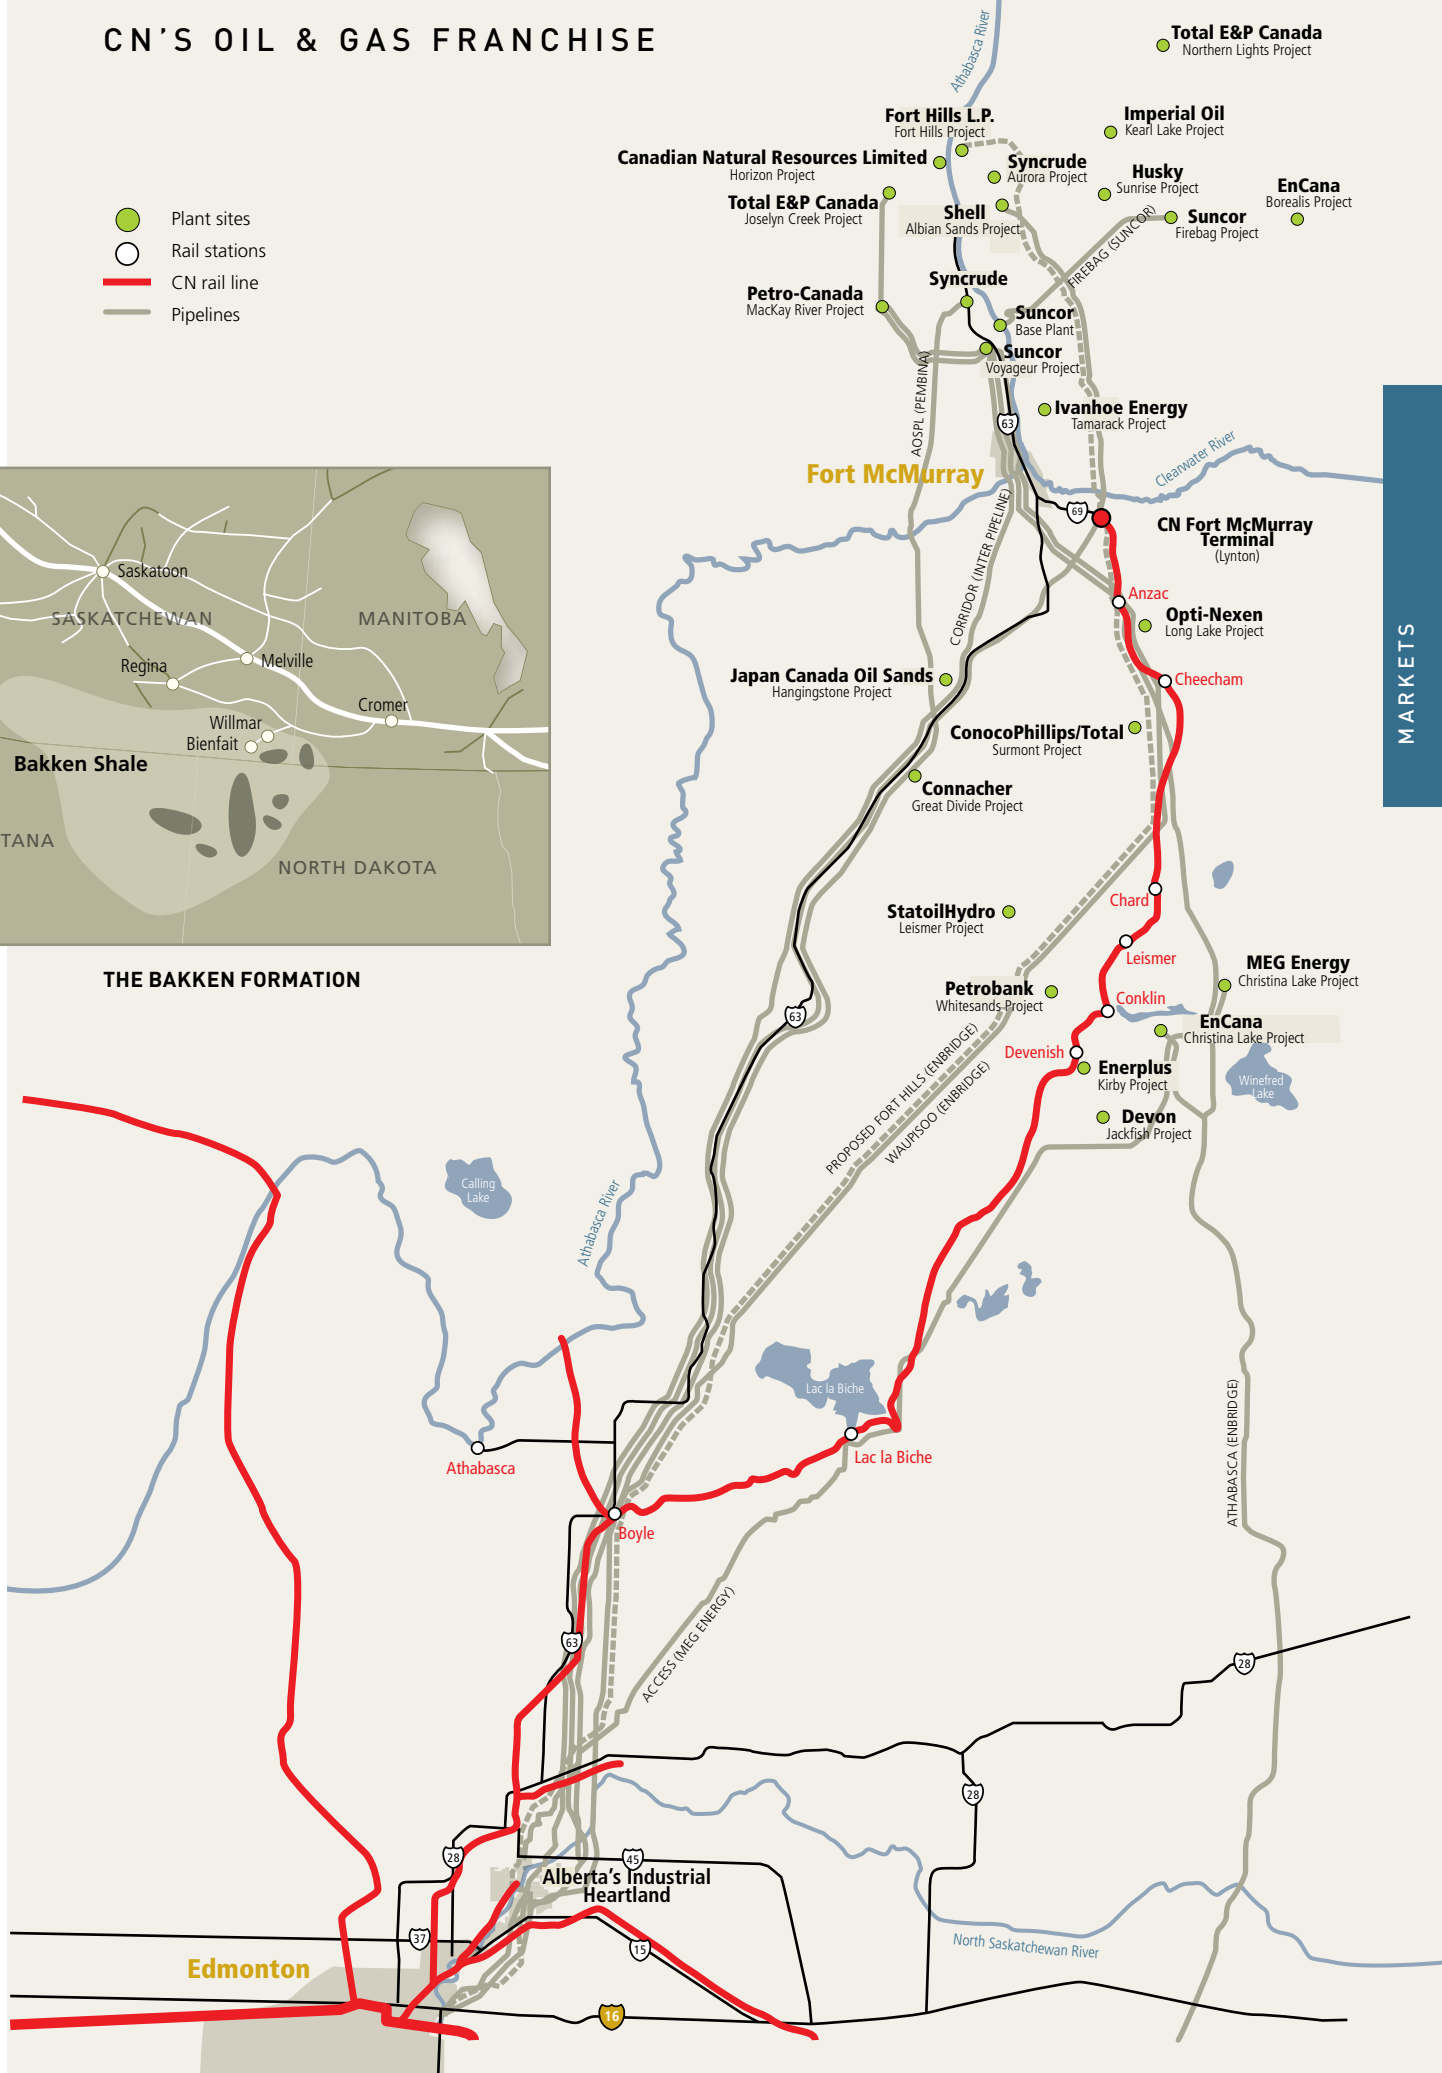 CN'S OIL & GAS FRANCHISE
Plant sites
Rail stations
CN rail line
Pipelines
Athabasca River
Total E&P Canada
Northern Lights Project
Fort Hills L.P.
Fort Hills Project
Imperial Oil
Kearl Lake Project
Canadian Natural Resources Limited
Horizon Project
Syncrude
Aurora Project
Husky
Sunrise Project
EnCana
Borealis Project
Total E&P Canada
Joselyn Creek Project
Shell
Albian Sands Project
Suncor
Firebag Project
FIREBAG (SUNCOR)
Syncrude
Petro-Canada
MacKay River Project
Suncor
Base Plant
Suncor
Voyageur Project
AOSPL (PEMBINA)
Ivanhoe Energy
Tamarack Project
63
Clearwater River
Fort McMurray
69
CN Fort McMurray
Terminal
(Lynton)
CORRIDOR (INTER PIPELINE)
Anzac
Opti-Nexen
Long Lake Project
Japan Canada Oil Sands
Hangingstone Project
Cheecham
ConocoPhillips/Total
Surmont Project
Connacher
Great Divide Project
MARKETS
Saskatoon
SASKATCHEWAN
MANITOBA
Regina
Melville
Cromer
Willmar
Bienfait
Bakken Shale
TANA
NORTH DAKOTA
THE BAKKEN FORMATION
StatoilHydro
Leismer Project
Chard
Leismer
MEG Energy
Christina Lake Project
Petrobank
Whitesands Project
Conklin
63
EnCana
Christina Lake Project
Devenish
Enerplus
Kirby Project
Winefred
Lake
Devon
Jackfish Project
PROPOSED FORT HILLS (ENBRIDGE)
WAUPISOO (ENBRIDGE)
Calling
Lake
Athabasca River
Lac la Biche
Lac la Biche
Athabasca
Boyle
ATHABASCA (ENBRIDGE)
ACCESS (MEG ENERGY)
63
28
28
28
45
Alberta's Industrial
Heartland
37
15
North Saskatchewan River
Edmonton
16